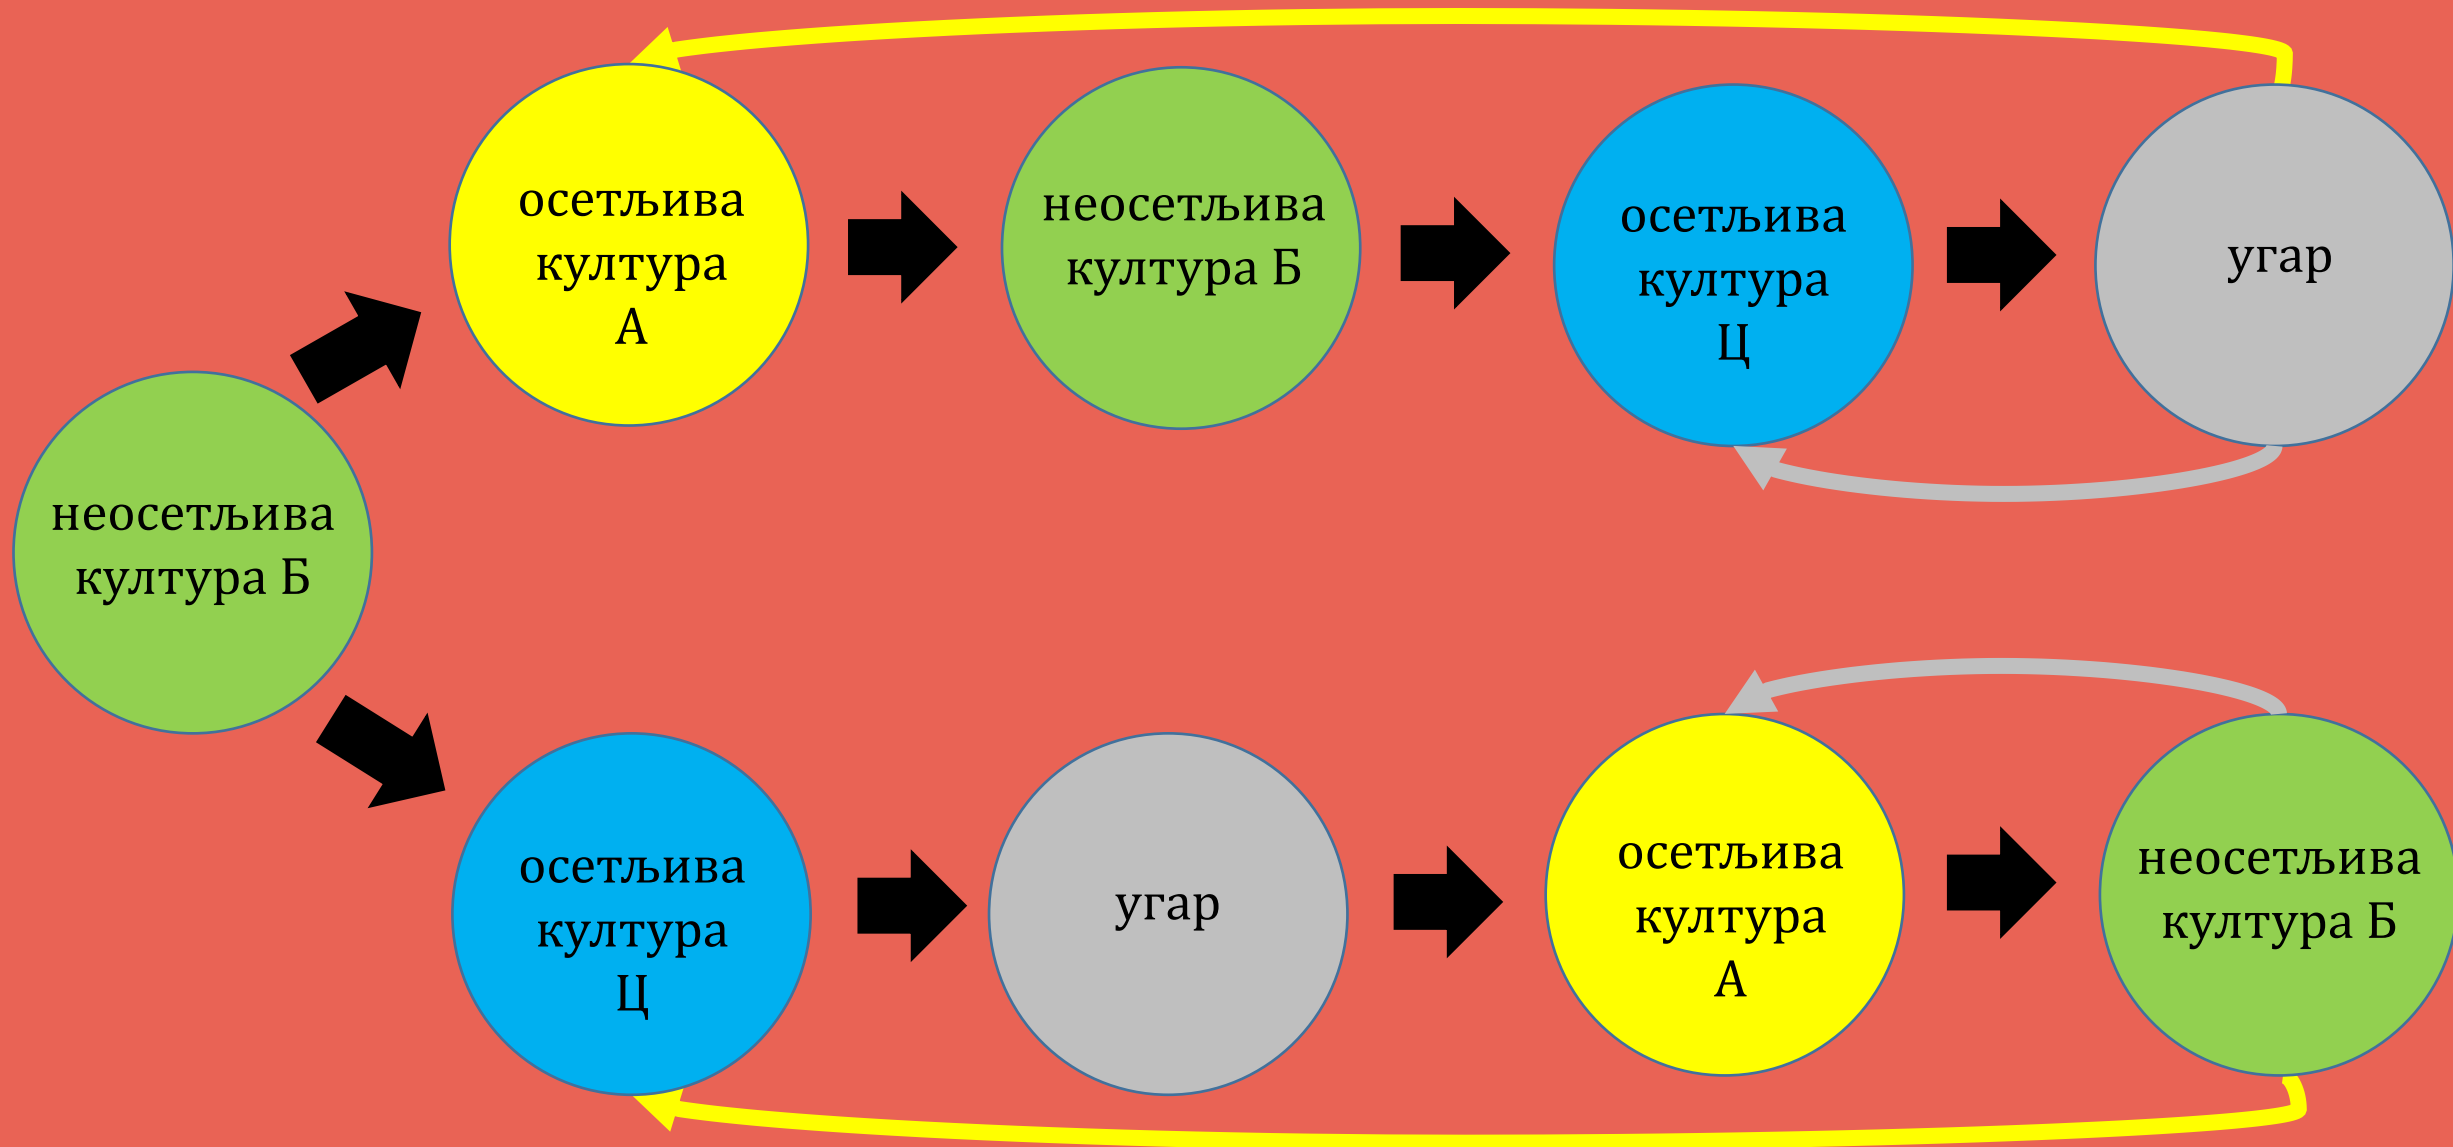 осетљива
култура
А
неосетљива
култура Б
осетљива
култура
Ц
угар
неосетљива
култура Б
осетљива
култура
Ц
угар
осетљива
култура
А
неосетљива
култура Б